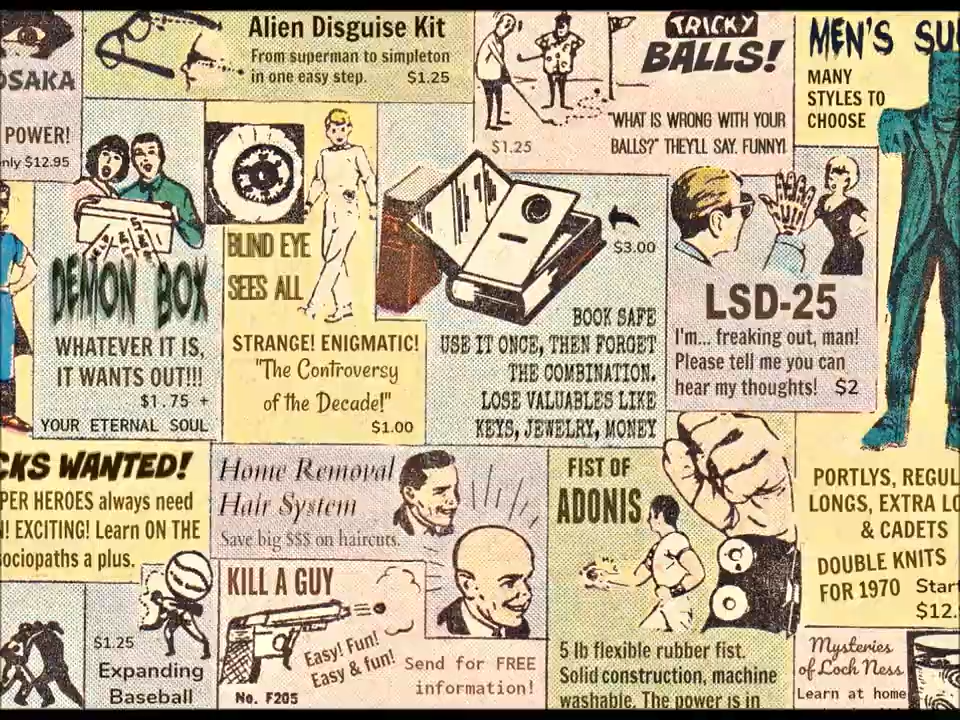 OSAKA
POWER!
only $12.95
Alien Disguise Kit
From superman to simpleton
in one easy step. $1.25
TRICKY
BALLS!
"WHAT IS WRONG WITH YOUR
BALLS?" THEY'LL SAY. FUNNY!
$1.25
MEN'S SU
MANY
STYLES TO
CHOOSE
DEMON BOX
WHATEVER IT IS,
IT WANTS OUT!!!
$1.75 +
YOUR ETERNAL SOUL
BLIND EYE
SEES ALL
STRANGE! ENIGMATIC!
"The Controversy
of the Decade!"
$1.00
$3.00
BOOK SAFE
USE IT ONCE, THEN FORGET
THE COMBINATION.
LOSE VALUABLES LIKE
KEYS, JEWELRY, MONEY
LSD-25
I'm... freaking out, man!
Please tell me you can
hear my thoughts! $2
CKS WANTED!
PER HEROES always need
N! EXCITING! Learn ON THE
sociopaths a plus.
Home Removal
Hair System
Save big $$$ on haircuts.
FIST OF
ADONIS
5 lb flexible rubber fist.
Solid construction, machine
washable. The power is in
PORTLYS, REGUL
LONGS, EXTRA LO
& CADETS
DOUBLE KNITS
FOR 1970 Start
$12.
$1.25
Expanding
Baseball
KILL A GUY
Easy! Fun!
Easy & fun!
No. F205
Send for FREE
information!
Mysteries
of Loch Ness
Learn at home